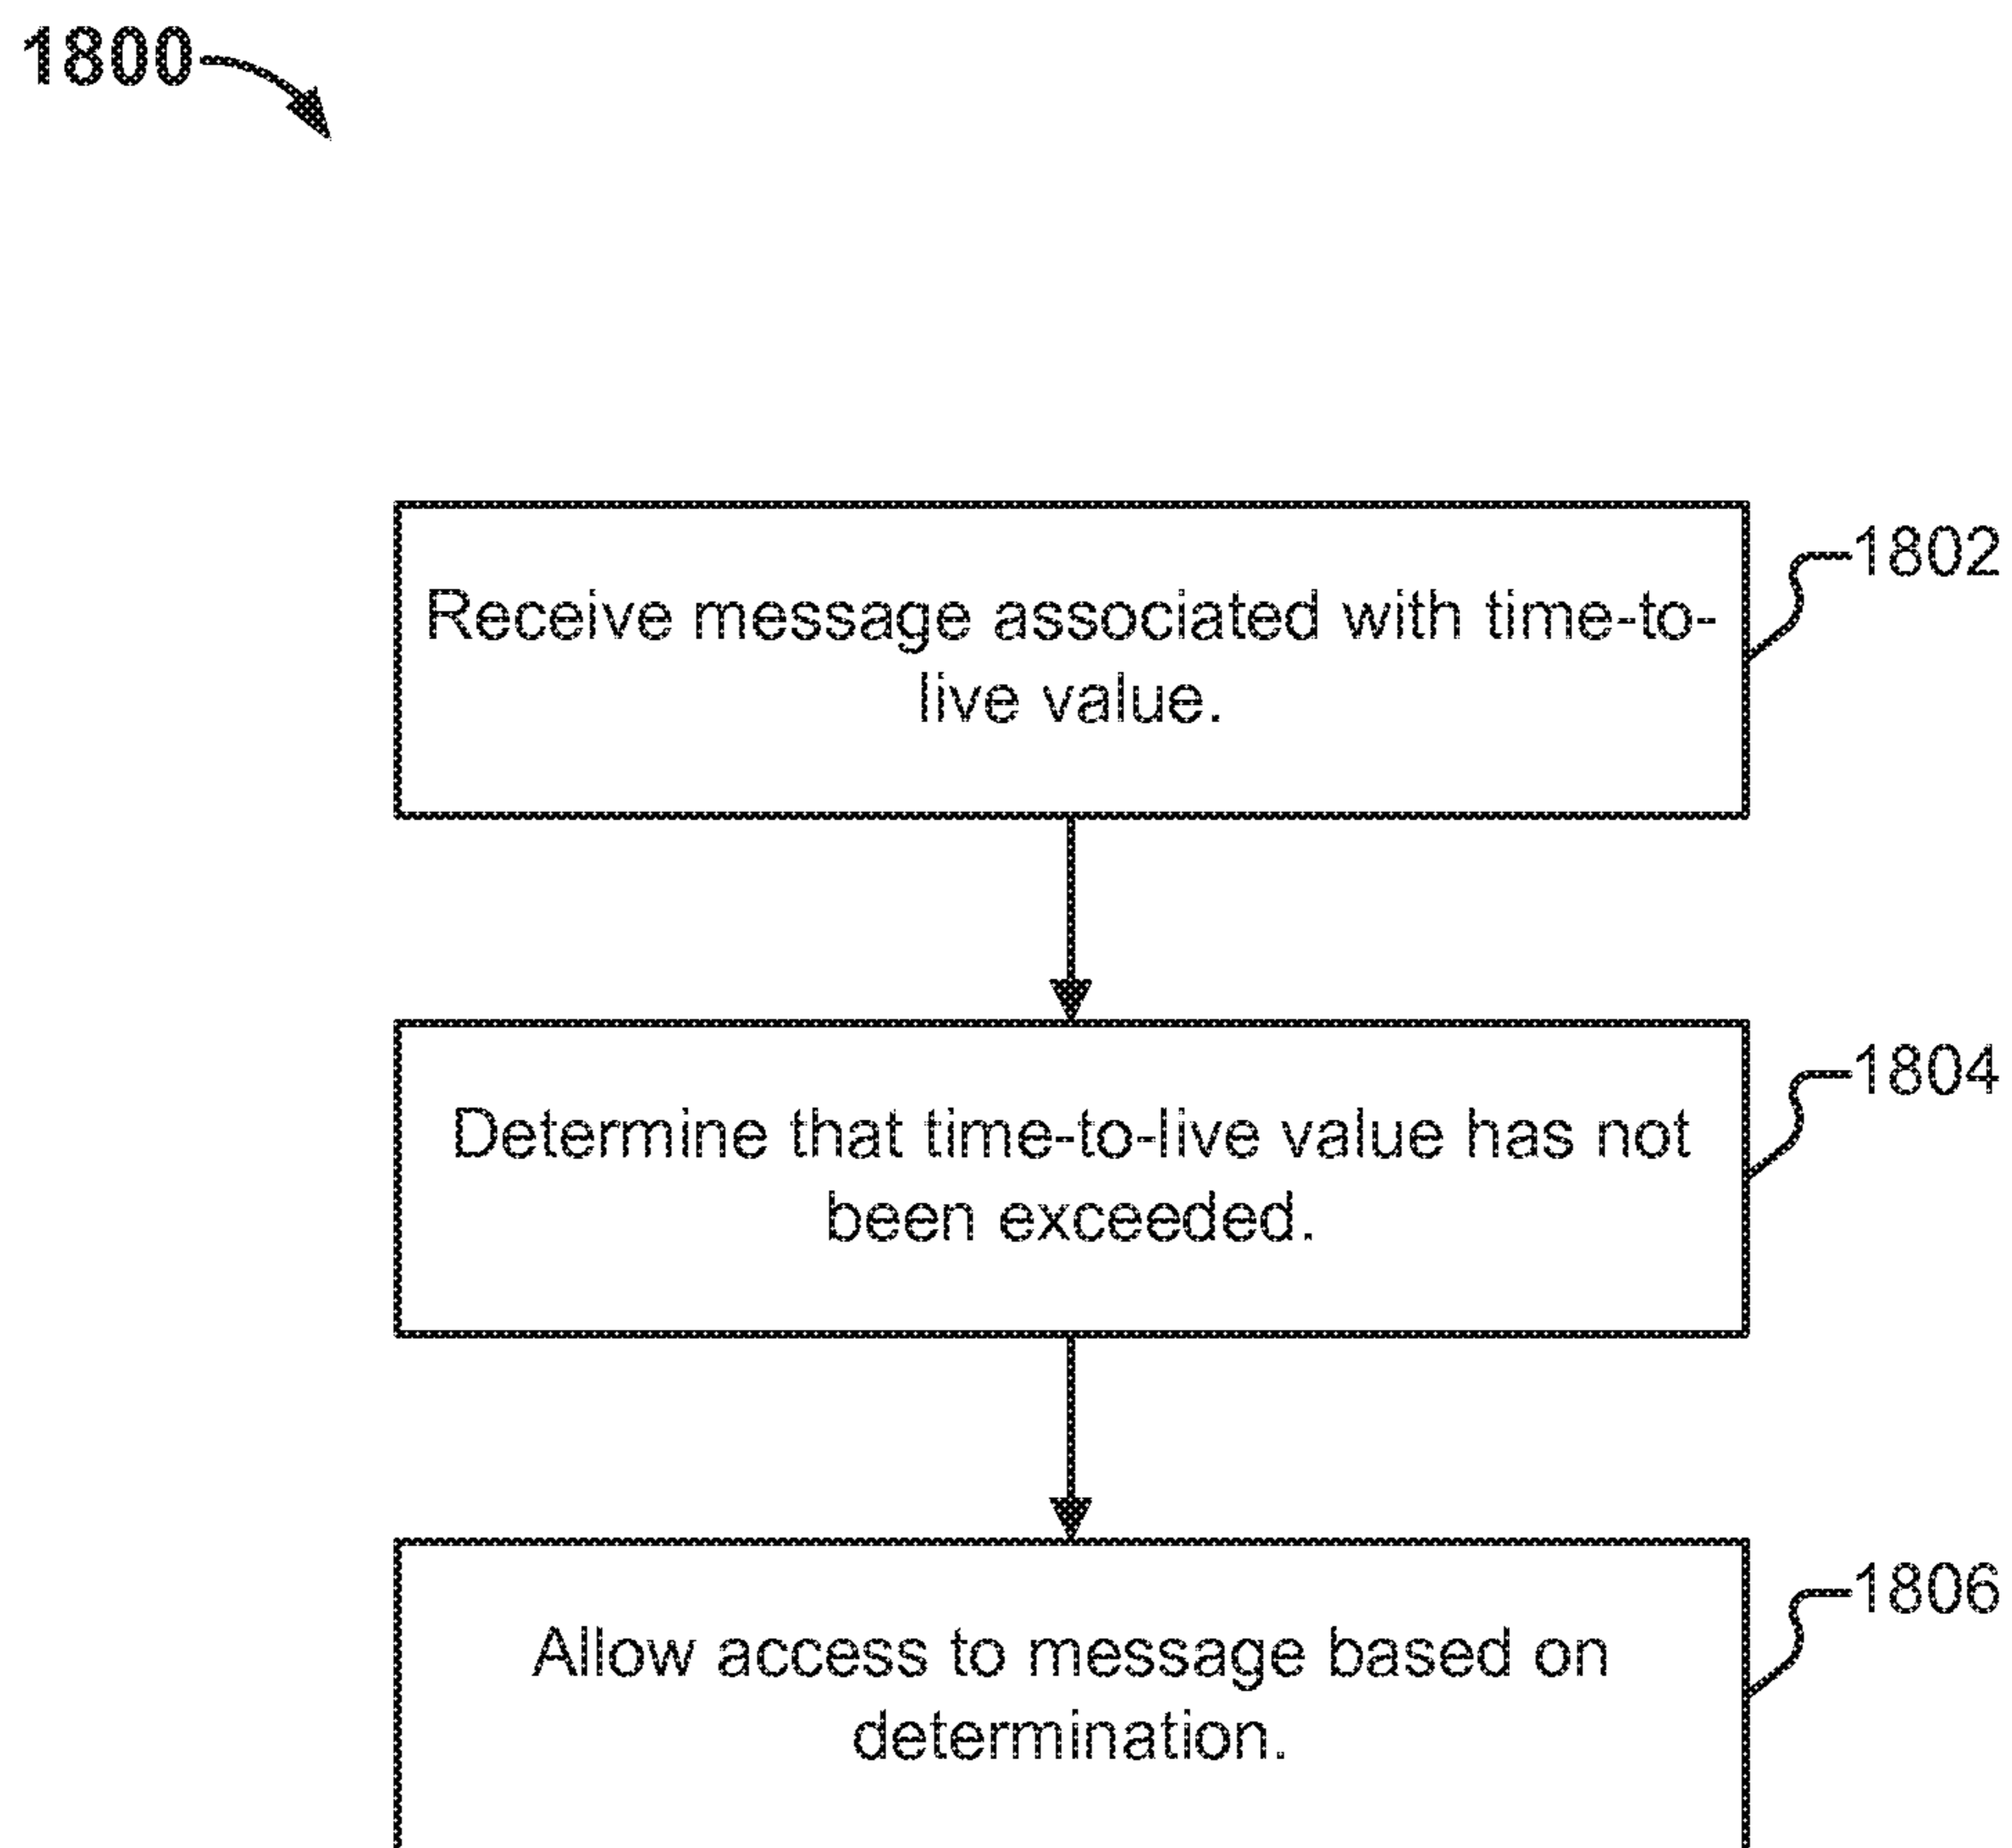 1800
Receive message associated with time-to-
live value.
1802
Determine that time-to-live value has not
been exceeded.
1804
Allow access to message based on
determination.
1806